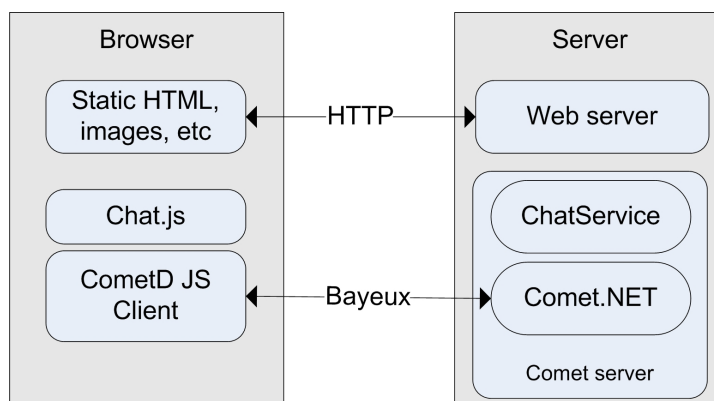 Browser
Server
Static HTML,
images, etc
HTTP
Web server
Chat.js
ChatService
CometD JS
Client
Bayeux
Comet.NET
Comet server